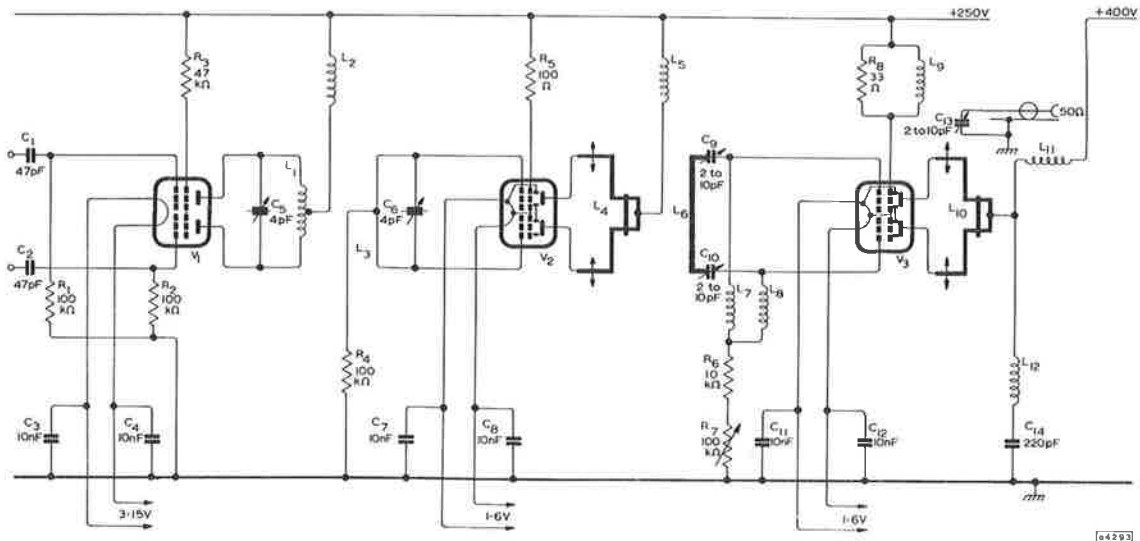 +250V
+400V
R3
47
kΩ
L2
R5
100
Ω
L5
R8
33
Ω
L9
C13
2 to 10pF
50Ω
L11
C1
47pF
C2
47pF
V1
C5
4pF
L1
R1
100
kΩ
R2
100
kΩ
C3
10nF
C4
10nF
3·15V
L3
C6
4pF
V2
L4
R4
100
kΩ
C7
10nF
C8
10nF
1·6V
L6
C9
2 to
10pF
C10
2 to
10pF
L7
L8
V3
L10
R6
10
kΩ
R7
100
kΩ
C11
10nF
C12
10nF
1·6V
L12
C14
220pF
a4293